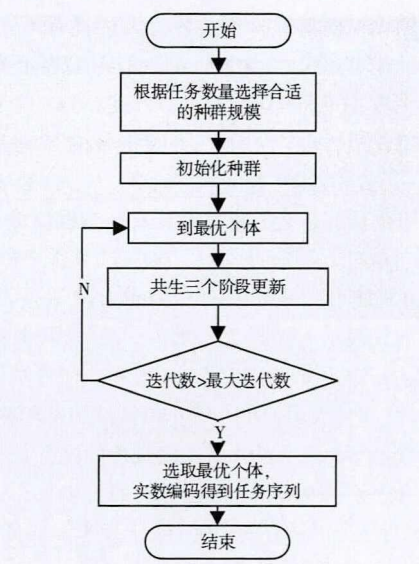 开始
根据任务数量选择合适
的种群规模
初始化种群
到最优个体
共生三个阶段更新
N
迭代数>最大迭代数
Y
选取最优个体，
实数编码得到任务序列
结束